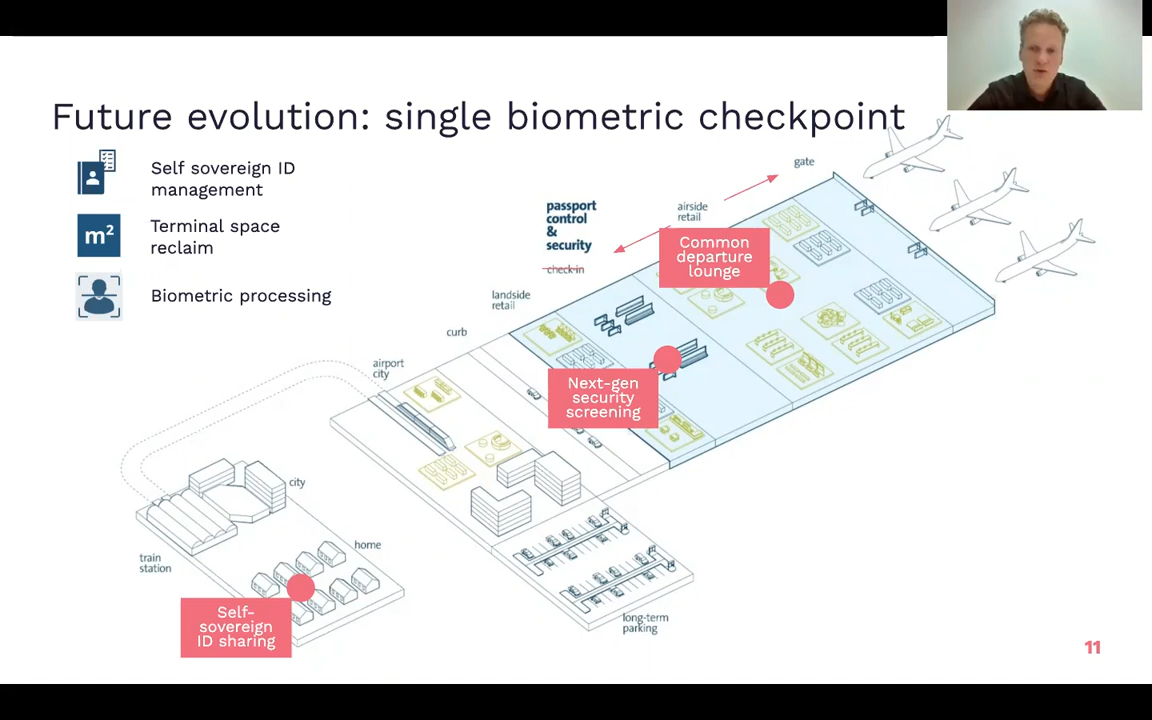 Future evolution: single biometric checkpoint
Self sovereign ID
management
m²
Terminal space
reclaim
Biometric processing
gate
airside
retail
passport
control
&
security
check-in
Common
departure
lounge
landside
retail
curb
airport
city
Next-gen
security
screening
city
train
station
home
Self-
sovereign
ID sharing
long-term
parking
11